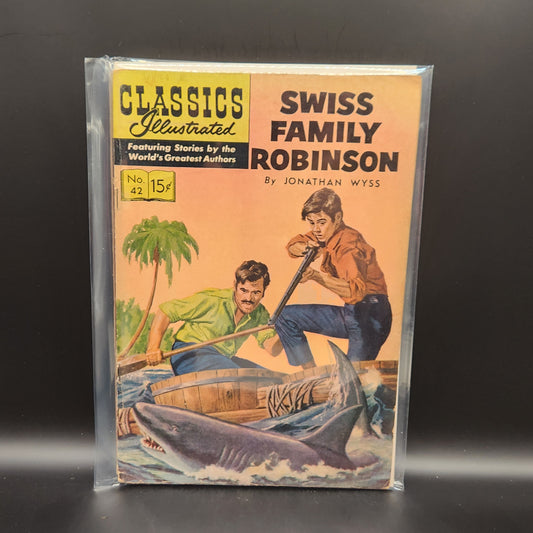 CLASSICS
Illustrated
Featuring Stories by the
World's Greatest Authors
No.
42
15¢
SWISS
FAMILY
ROBINSON
By JONATHAN WYSS